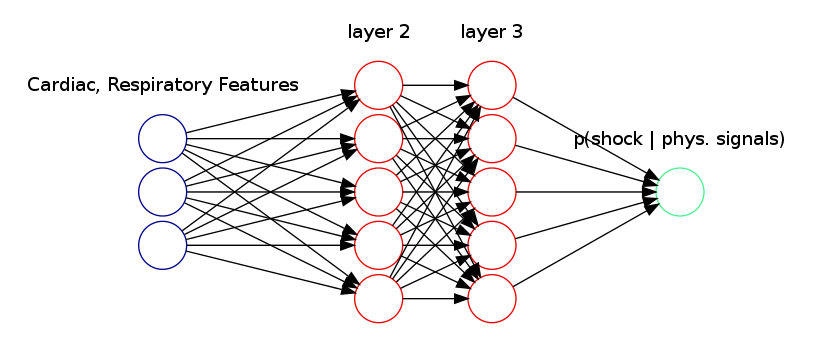 layer 2
layer 3
Cardiac, Respiratory Features
p(shock | phys. signals)